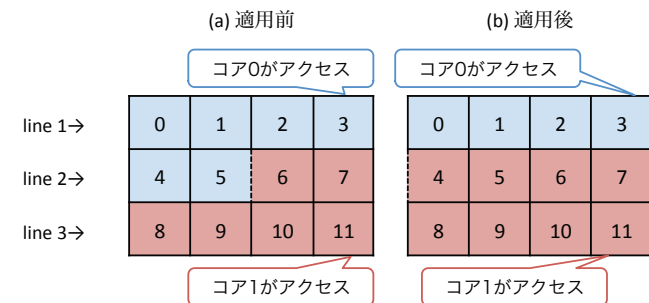 (a) 適用前 (b) 適用後
コア0がアクセス コア0がアクセス
line 1→ 0 1 2 3 0 1 2 3
line 2→ 4 5 6 7 4 5 6 7
line 3→ 8 9 10 11 8 9 10 11
コア1がアクセス コア1がアクセス